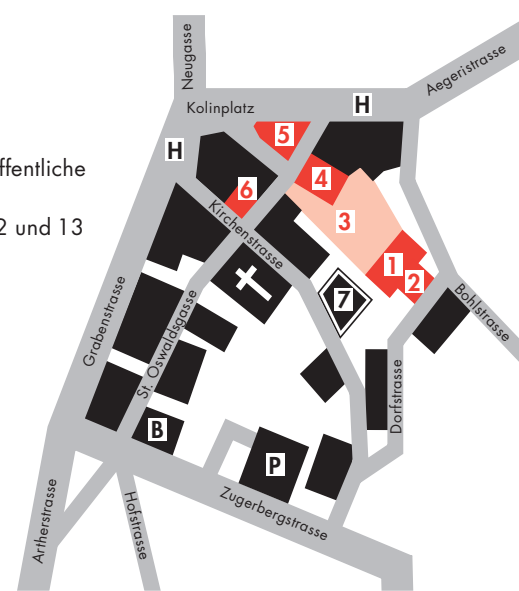 Neugasse
Aegeristrasse
Kolinplatz
H
H
5
ffentliche
4
6
2 und 13
3
Kirchenstrasse
1
2
7
Bohlstrasse
Grabenstrasse
St. Oswaldsgasse
Dorfstrasse
B
P
Zugerbergstrasse
Artherstrasse
Hofstrasse